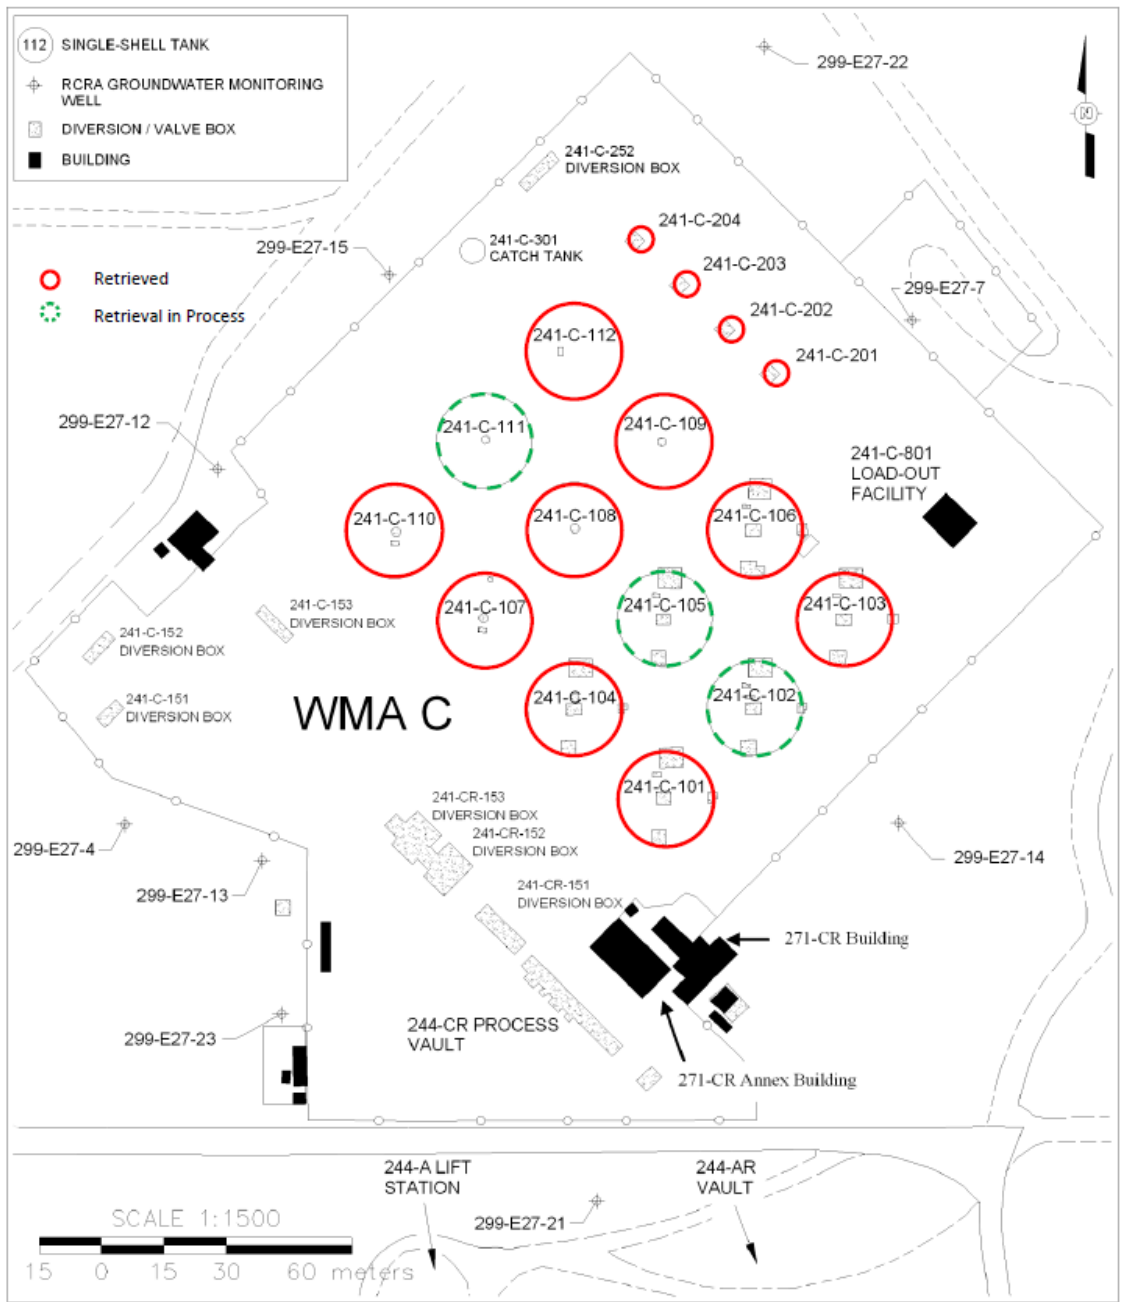 112 SINGLE-SHELL TANK
RCRA GROUNDWATER MONITORING
WELL
DIVERSION / VALVE BOX
BUILDING
Retrieved
Retrieval in Process
N
299-E27-22
241-C-252
DIVERSION BOX
241-C-204
299-E27-15
241-C-301
CATCH TANK
241-C-203
299-E27-7
241-C-202
241-C-112
241-C-201
299-E27-12
241-C-111
241-C-109
241-C-801
LOAD-OUT
FACILITY
241-C-110
241-C-108
241-C-106
241-C-153
DIVERSION BOX
241-C-107
241-C-105
241-C-103
241-C-152
DIVERSION BOX
241-C-151
DIVERSION BOX
WMA C
241-C-104
241-C-102
241-C-101
241-CR-153
DIVERSION BOX
241-CR-152
DIVERSION BOX
299-E27-4
299-E27-14
299-E27-13
241-CR-151
DIVERSION BOX
271-CR Building
299-E27-23
244-CR PROCESS
VAULT
271-CR Annex Building
244-A LIFT
STATION
244-AR
VAULT
299-E27-21
SCALE 1:1500
15 0 15 30 60 meters